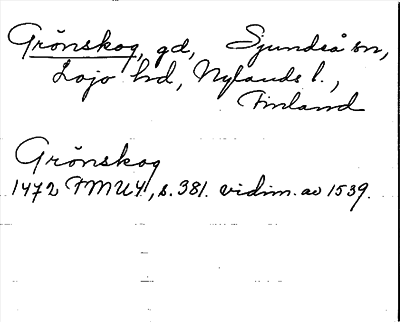 Grönskog, gd, Sjundeå sn,
Lojo hd, Nylands l.,
Finland
Grönskog
1472 FMU4, s. 381. vidim. av 1539.